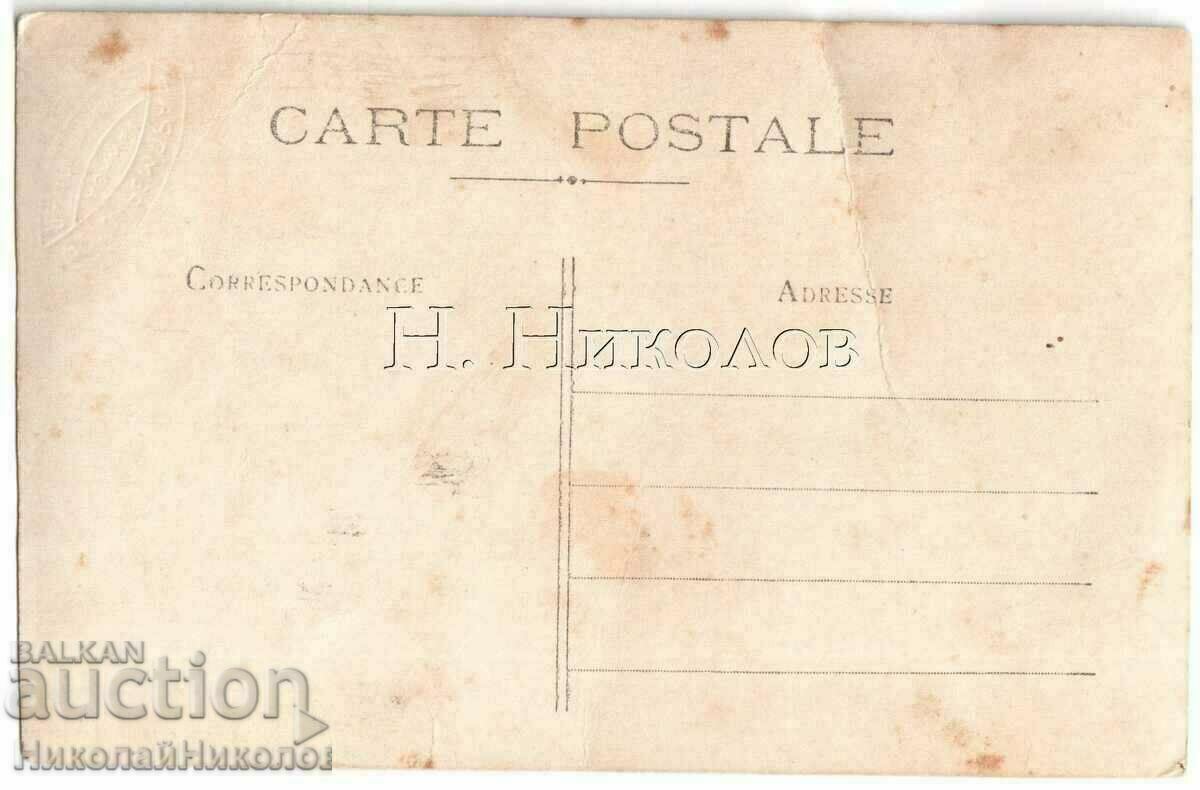 CARTE POSTALE
CORRESPONDANCE
ADRESSE
Н. Николов
BALKAN
auction
НиколайНиколов